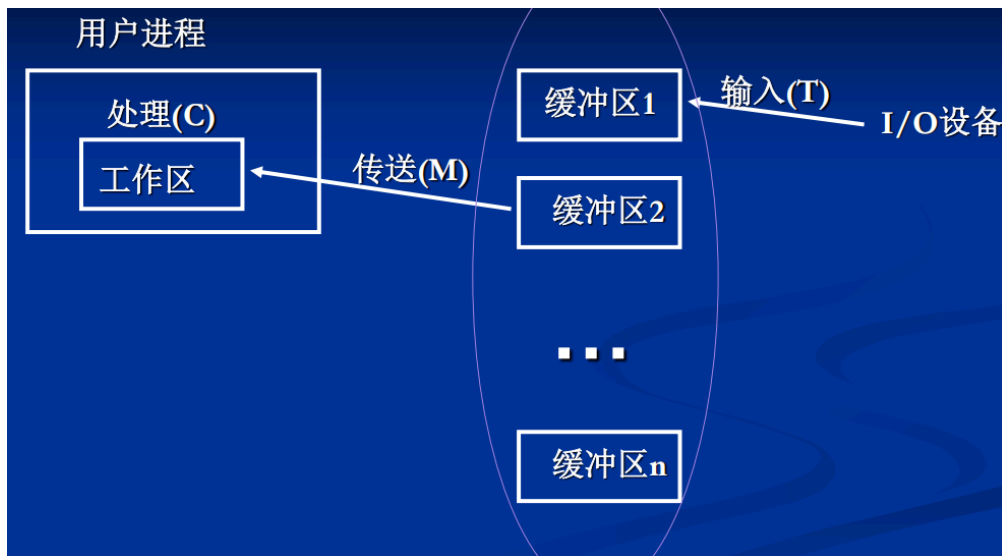 用户进程
处理(C)
工作区
传送(M)
缓冲区1
输入(T)
I/O设备
缓冲区2
...
缓冲区n